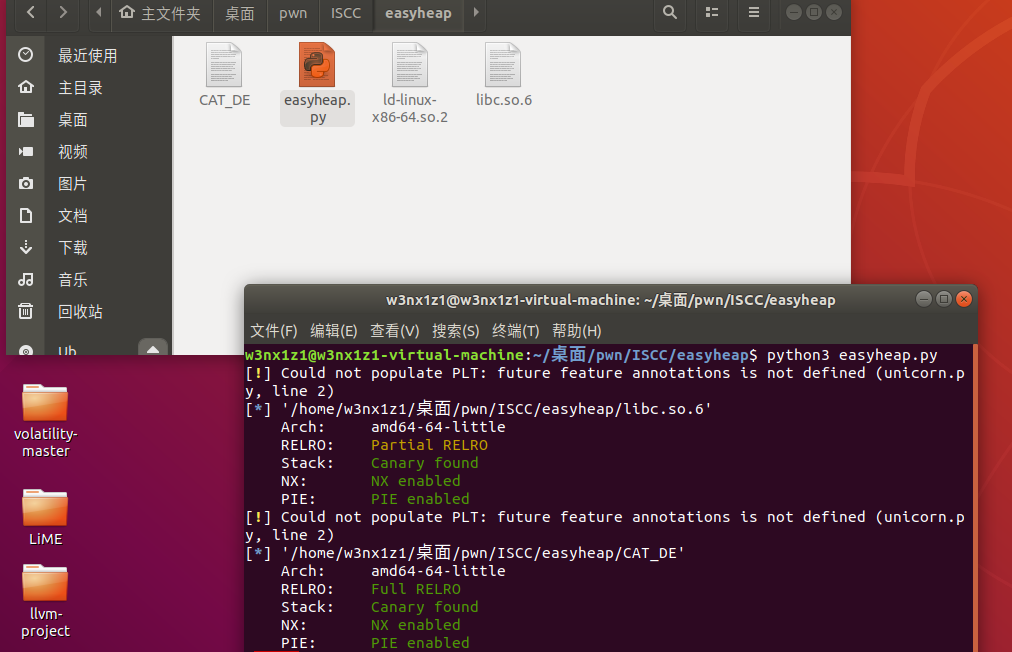 主文件夹 桌面 pwn ISCC easyheap
最近使用
主目录
桌面
视频
图片
文档
下载
音乐
回收站
CAT_DE
easyheap.
py
ld-linux-
x86-64.so.2
libc.so.6
volatility-
master
LiME
llvm-
project
w3nx1z1@w3nx1z1-virtual-machine: ~/桌面/pwn/ISCC/easyheap
文件(F) 编辑(E) 查看(V) 搜索(S) 终端(T) 帮助(H)
w3nx1z1@w3nx1z1-virtual-machine:~/桌面/pwn/ISCC/easyheap$ python3 easyheap.py
[!] Could not populate PLT: future feature annotations is not defined (unicorn.p
y, line 2)
[*] '/home/w3nx1z1/桌面/pwn/ISCC/easyheap/libc.so.6'
Arch: amd64-64-little
RELRO: Partial RELRO
Stack: Canary found
NX: NX enabled
PIE: PIE enabled
[!] Could not populate PLT: future feature annotations is not defined (unicorn.p
y, line 2)
[*] '/home/w3nx1z1/桌面/pwn/ISCC/easyheap/CAT_DE'
Arch: amd64-64-little
RELRO: Full RELRO
Stack: Canary found
NX: NX enabled
PIE: PIE enabled